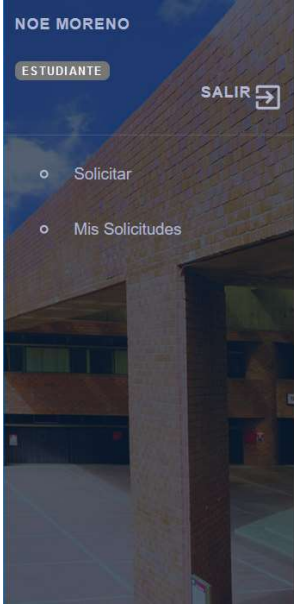 NOE MORENO
ESTUDIANTE
SALIR
Solicitar
Mis Solicitudes